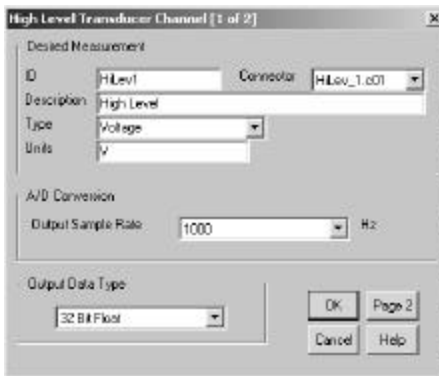 High Level Transducer Channel [1 of 2]
Desired Measurement
ID HiLev1 Connector HiLev_1.c01
Description High Level
Type Voltage
Units V
A/D Conversion
Output Sample Rate 1000 Hz
Output Data Type
32 Bit Float
OK Page 2
Cancel Help